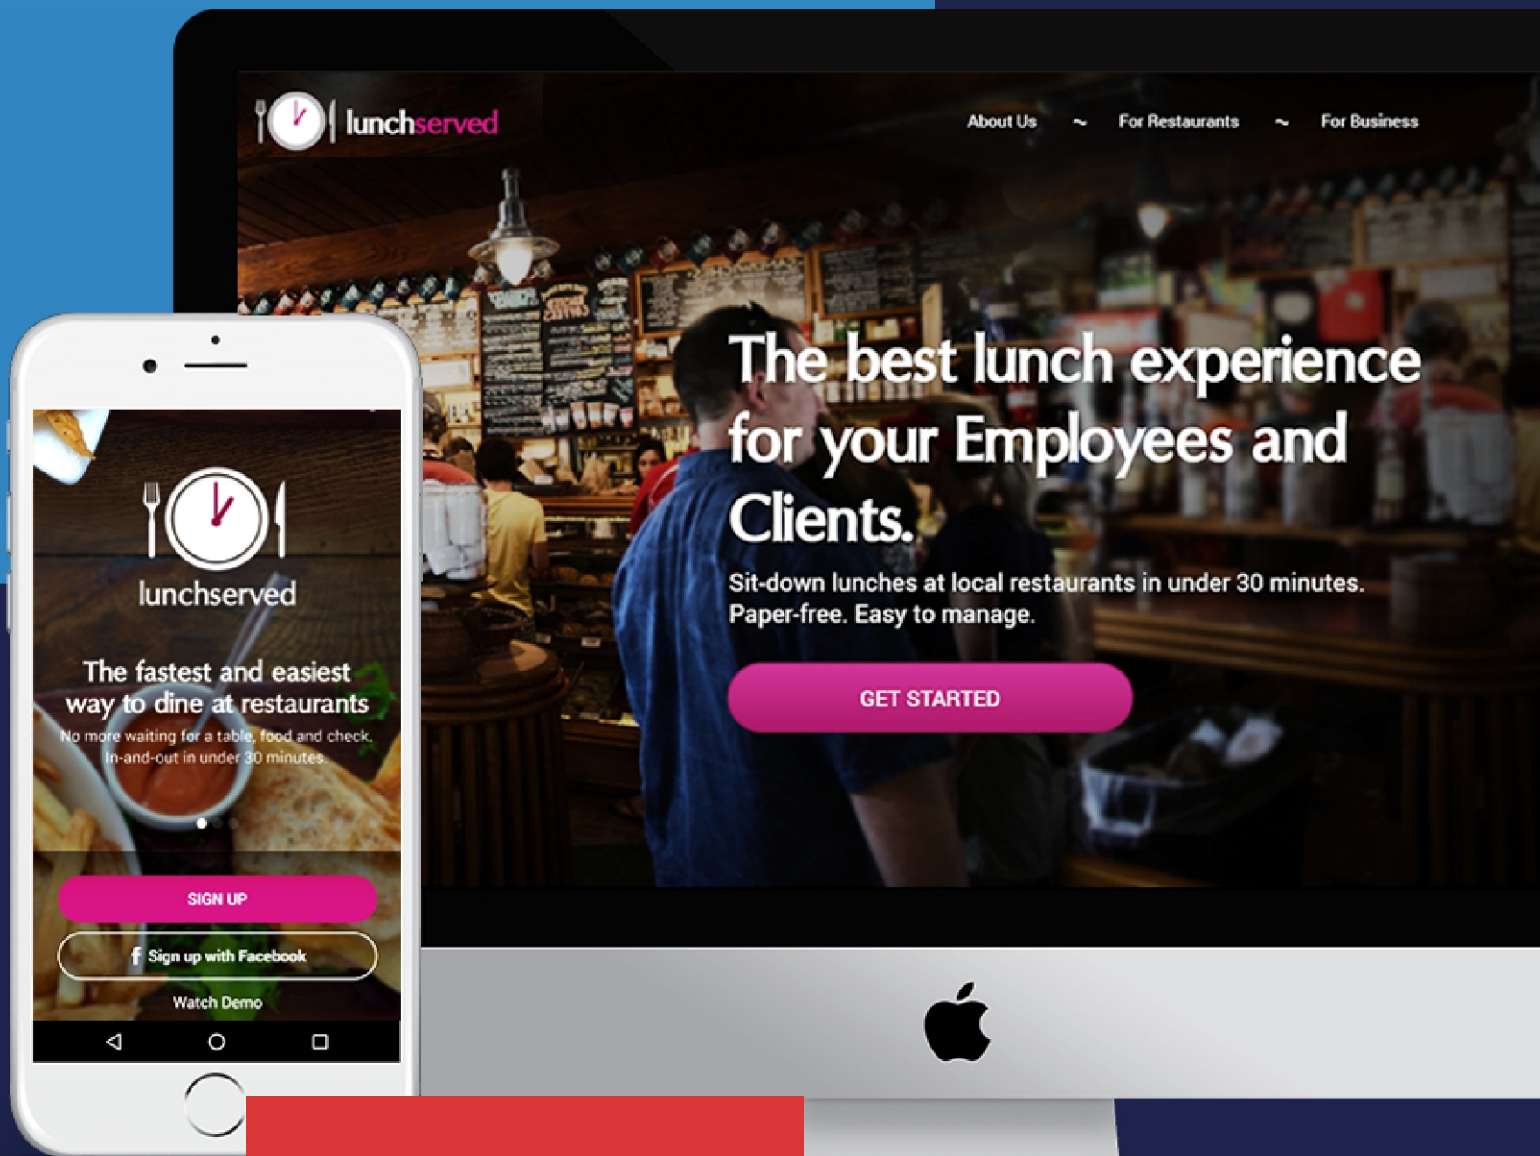 lunchserved
About Us ~ For Restaurants ~ For Business
The best lunch experience
for your Employees and
Clients.
Sit-down lunches at local restaurants in under 30 minutes.
Paper-free. Easy to manage.
GET STARTED
lunchserved
The fastest and easiest
way to dine at restaurants
No more waiting for a table, food and check.
In-and-out in under 30 minutes.
SIGN UP
f Sign up with Facebook
Watch Demo